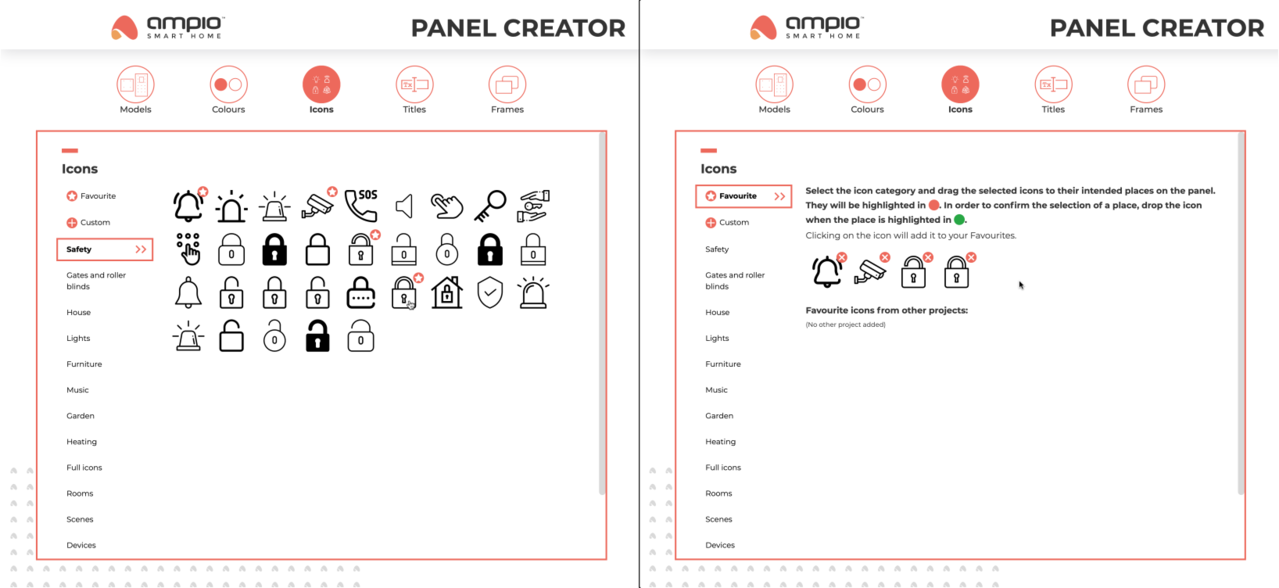 ampio™
SMART HOME
PANEL CREATOR
Models
Colours
Icons
Titles
Frames
Icons
Favourite
Custom
Safety
Gates and roller
blinds
House
Lights
Furniture
Music
Garden
Heating
Full icons
Rooms
Scenes
Devices
SOS
ampio™
SMART HOME
PANEL CREATOR
Models
Colours
Icons
Titles
Frames
Icons
Favourite
Custom
Safety
Gates and roller
blinds
House
Lights
Furniture
Music
Garden
Heating
Full icons
Rooms
Scenes
Devices
Select the icon category and drag the selected icons to their intended places on the panel.
They will be highlighted in . In order to confirm the selection of a place, drop the icon
when the place is highlighted in .
Clicking on the icon will add it to your Favourites.
Favourite icons from other projects:
(No other project added)